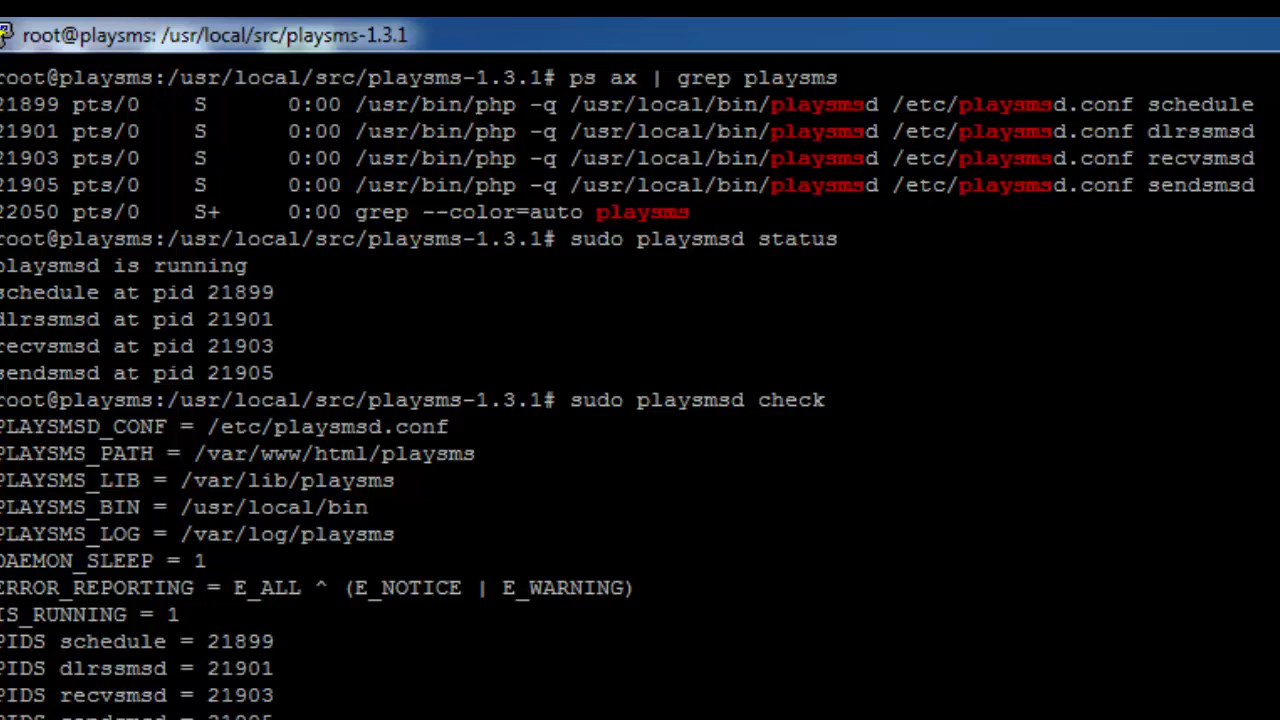 root@playsms: /usr/local/src/playsms-1.3.1
root@playsms:/usr/local/src/playsms-1.3.1# ps ax | grep playsms
21899 pts/0    S      0:00 /usr/bin/php -q /usr/local/bin/playsmsd /etc/playsmsd.conf schedule
21901 pts/0    S      0:00 /usr/bin/php -q /usr/local/bin/playsmsd /etc/playsmsd.conf dlrssmsd
21903 pts/0    S      0:00 /usr/bin/php -q /usr/local/bin/playsmsd /etc/playsmsd.conf recvsmsd
21905 pts/0    S      0:00 /usr/bin/php -q /usr/local/bin/playsmsd /etc/playsmsd.conf sendsmsd
22050 pts/0    S+     0:00 grep --color=auto playsms
root@playsms:/usr/local/src/playsms-1.3.1# sudo playsmsd status
playsmsd is running
schedule at pid 21899
dlrssmsd at pid 21901
recvsmsd at pid 21903
sendsmsd at pid 21905
root@playsms:/usr/local/src/playsms-1.3.1# sudo playsmsd check
PLAYSMSD_CONF = /etc/playsmsd.conf
PLAYSMS_PATH = /var/www/html/playsms
PLAYSMS_LIB = /var/lib/playsms
PLAYSMS_BIN = /usr/local/bin
PLAYSMS_LOG = /var/log/playsms
DAEMON_SLEEP = 1
ERROR_REPORTING = E_ALL ^ (E_NOTICE | E_WARNING)
IS_RUNNING = 1
PIDS schedule = 21899
PIDS dlrssmsd = 21901
PIDS recvsmsd = 21903
PIDS sendsmsd = 21905